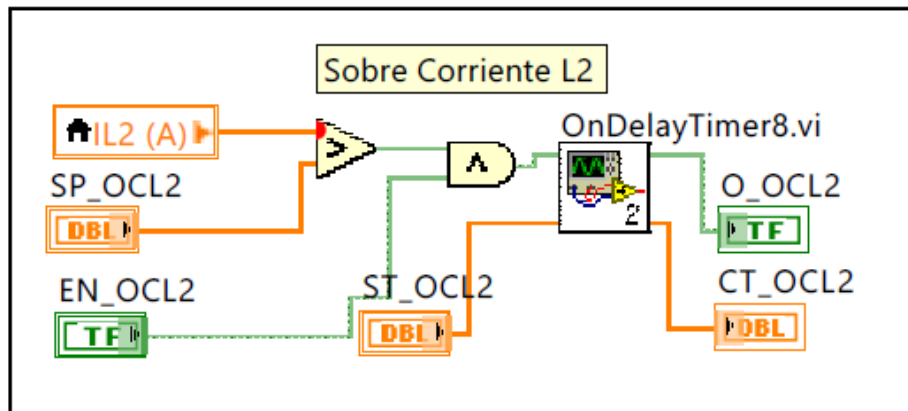 Sobre Corriente L2
IL2 (A)
OnDelayTimer8.vi
SP_OCL2
DBL
2
O_OCL2
TF
EN_OCL2
TF
ST_OCL2
DBL
CT_OCL2
DBL